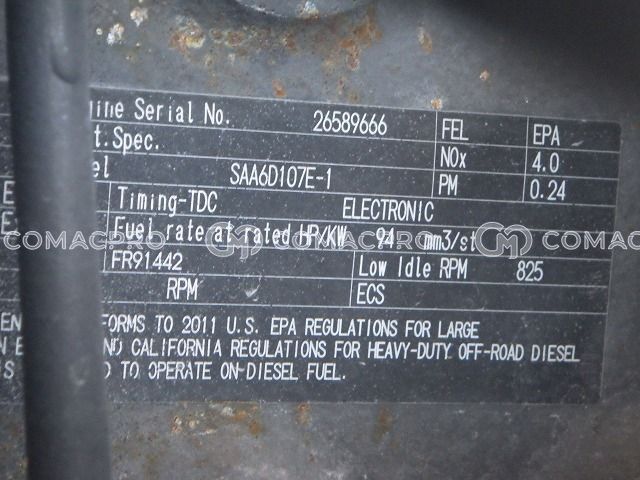 ine Serial No. 26589666 FEL EPA
t.Spec. NOx 4.0
el SAA6D107E-1 PM 0.24
Timing-TDC ELECTRONIC
Fuel rate at rated HP/KW 94 mm3/st
COMACPRO COMACPRO COMACPRO
FR91442 Low Idle RPM 825
RPM ECS
EN FORMS TO 2011 U.S. EPA REGULATIONS FOR LARGE
N E ND CALIFORNIA REGULATIONS FOR HEAVY-DUTY OFF-ROAD DIESEL
S D TO OPERATE ON DIESEL FUEL.